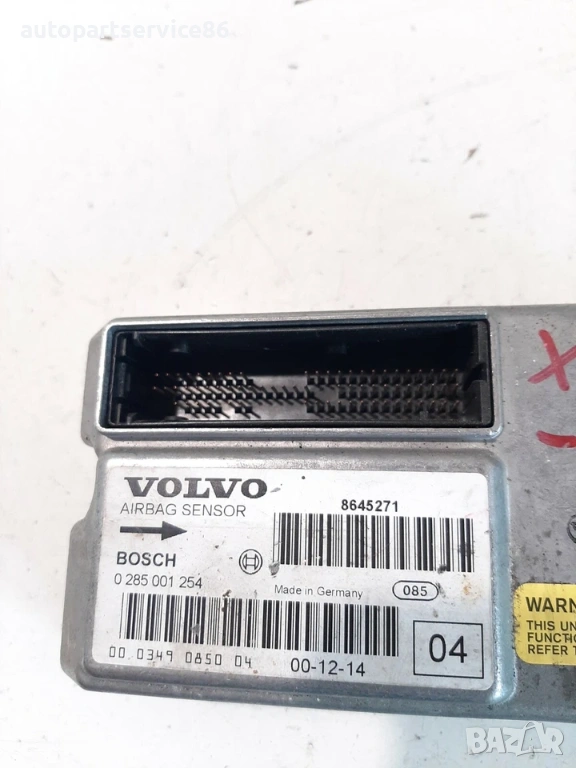 autopartservice86.
X
VOLVO
AIRBAG SENSOR
8645271
BOSCH
0 285 001 254
Made in Germany
085
00.0349 0850 04
00-12-14
04
WARN
THIS UN
FUNCTIO
REFER T
BAZAR